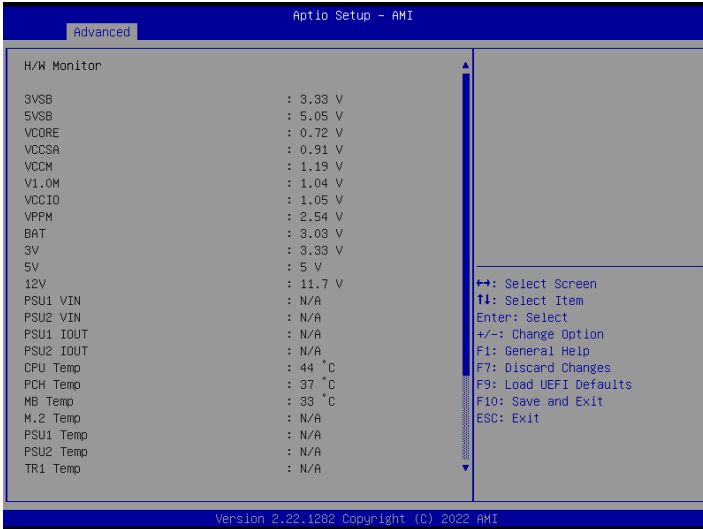 Aptio Setup – AMI
Advanced
H/W Monitor
3VSB : 3.33 V
5VSB : 5.05 V
VCORE : 0.72 V
VCCSA : 0.91 V
VCCM : 1.19 V
V1.0M : 1.04 V
VCCIO : 1.05 V
VPPM : 2.54 V
BAT : 3.03 V
3V : 3.33 V
5V : 5 V
12V : 11.7 V
PSU1 VIN : N/A
PSU2 VIN : N/A
PSU1 IOUT : N/A
PSU2 IOUT : N/A
CPU Temp : 44 °C
PCH Temp : 37 °C
MB Temp : 33 °C
M.2 Temp : N/A
PSU1 Temp : N/A
PSU2 Temp : N/A
TR1 Temp : N/A
↔: Select Screen
↑↓: Select Item
Enter: Select
+/-: Change Option
F1: General Help
F7: Discard Changes
F9: Load UEFI Defaults
F10: Save and Exit
ESC: Exit
Version 2.22.1282 Copyright (C) 2022 AMI